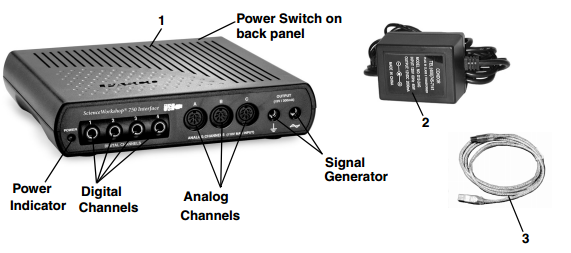 1
Power Switch on
back panel
ScienceWorkshop® 750 Interface
POWER
1 2 3 4
DIGITAL CHANNELS
A B C
ANALOG CHANNELS
OUTPUT
Power
Indicator
Digital
Channels
Analog
Channels
Signal
Generator
2
3